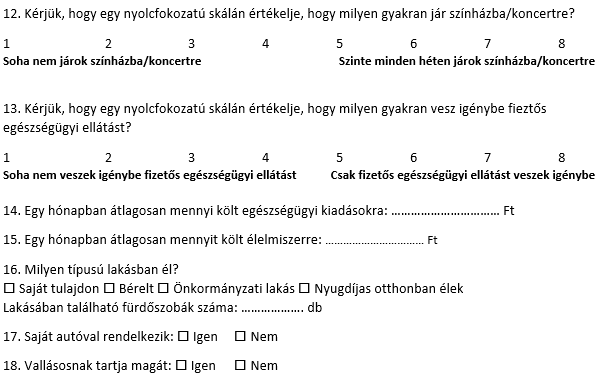 12. Kérjük, hogy egy nyolcfokozatú skálán értékelje, hogy milyen gyakran jár színházba/koncertre?
1 2 3 4 5 6 7 8
Soha nem járok színházba/koncertre Szinte minden héten járok színházba/koncertre
13. Kérjük, hogy egy nyolcfokozatú skálán értékelje, hogy milyen gyakran vesz igénybe fieztős
egészségügyi ellátást?
1 2 3 4 5 6 7 8
Soha nem veszek igénybe fizetős egészségügyi ellátást Csak fizetős egészségügyi ellátást veszek igénybe
14. Egy hónapban átlagosan mennyi költ egészségügyi kiadásokra: ................................. Ft
15. Egy hónapban átlagosan mennyit költ élelmiszerre: ................................. Ft
16. Milyen típusú lakásban él?
☐ Saját tulajdon ☐ Bérelt ☐ Önkormányzati lakás ☐ Nyugdíjas otthonban élek
Lakásában található fürdőszobák száma: ................... db
17. Saját autóval rendelkezik: ☐ Igen ☐ Nem
18. Vallásosnak tartja magát: ☐ Igen ☐ Nem